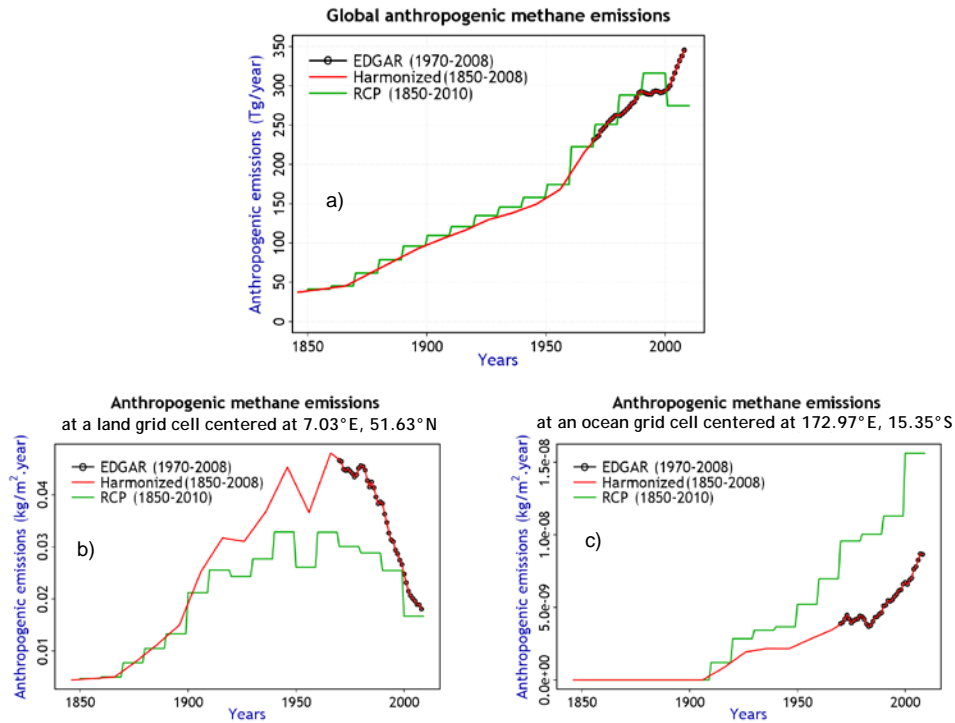 Global anthropogenic methane emissions
Anthropogenic emissions (Tg/year)
350
300
250
200
150
100
50
0
EDGAR (1970-2008)
Harmonized(1850-2008)
RCP (1850-2010)
a)
1850 1900 1950 2000
Years
Anthropogenic methane emissions
at a land grid cell centered at 7.03°E, 51.63°N
Anthropogenic emissions (kg/m².year)
0.04
0.03
0.02
0.01
EDGAR (1970-2008)
Harmonized(1850-2008)
RCP (1850-2010)
b)
1850 1900 1950 2000
Years
Anthropogenic methane emissions
at an ocean grid cell centered at 172.97°E, 15.35°S
Anthropogenic emissions (kg/m².year)
1.5e-08
1.0e-08
5.0e-09
0.0e+00
EDGAR (1970-2008)
Harmonized(1850-2008)
RCP (1850-2010)
c)
1850 1900 1950 2000
Years